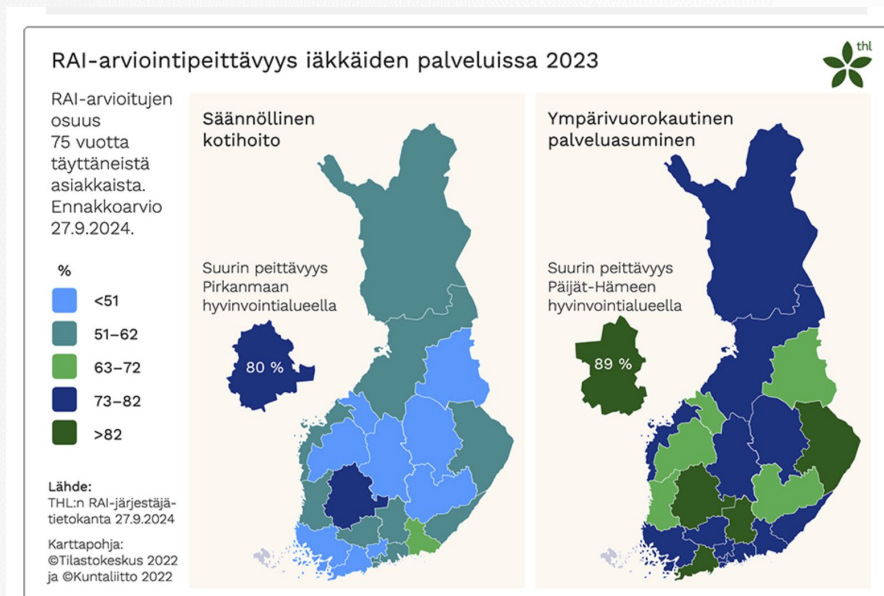 RAI-arviointipeittävyys iäkkäiden palveluissa 2023
thl
RAI-arvioitujen
osuus
75 vuotta
täyttäneistä
asiakkaista.
Ennakkoarvio
27.9.2024.
%
<51
51–62
63–72
73–82
>82
Lähde:
THL:n RAI-järjestäjä-
tietokanta 27.9.2024
Karttapohja:
©Tilastokeskus 2022
ja ©Kuntaliitto 2022
Säännöllinen
kotihoito
Suurin peittävyys
Pirkanmaan
hyvinvointialueella
80 %
Ympärivuorokautinen
palveluasuminen
Suurin peittävyys
Päijät-Hämeen
hyvinvointialueella
89 %